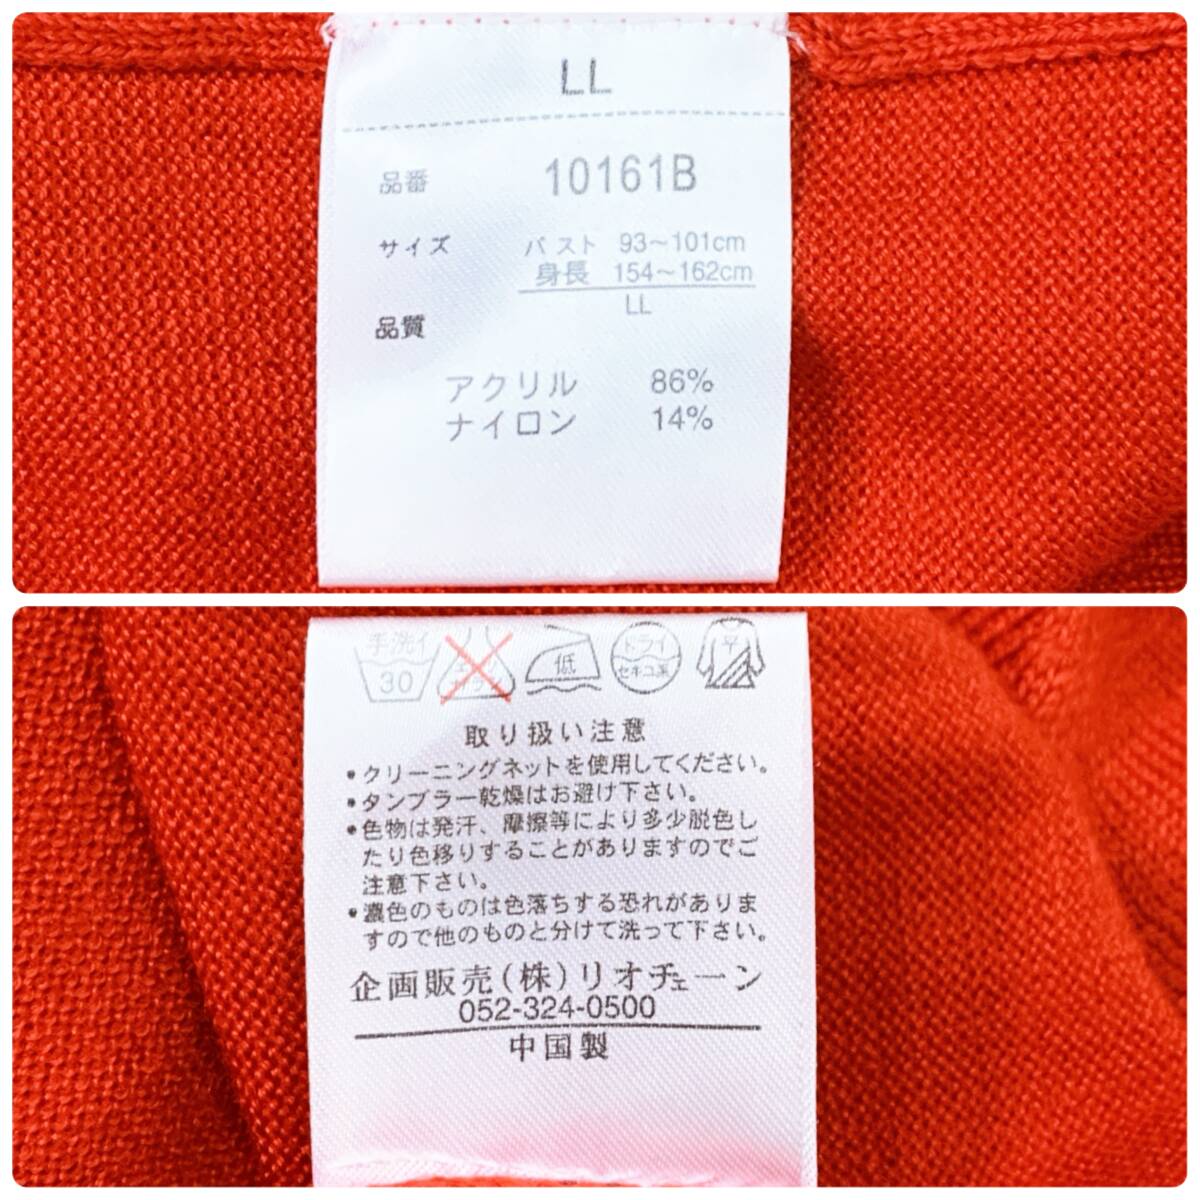 LL
品番 10161B
サイズ バスト 93～101cm
身長 154～162cm
LL
品質
アクリル 86%
ナイロン 14%
手洗イ 30
エンソ サラシ
低
ドライ セキユ系
平
取り扱い注意
•クリーニングネットを使用してください。
•タンブラー乾燥はお避け下さい。
•色物は発汗、摩擦等により多少脱色し
たり色移りすることがありますのでご
注意下さい。
•濃色のものは色落ちする恐れがありま
すので他のものと分けて洗って下さい。
企画販売(株)リオチェーン
052-324-0500
中国製